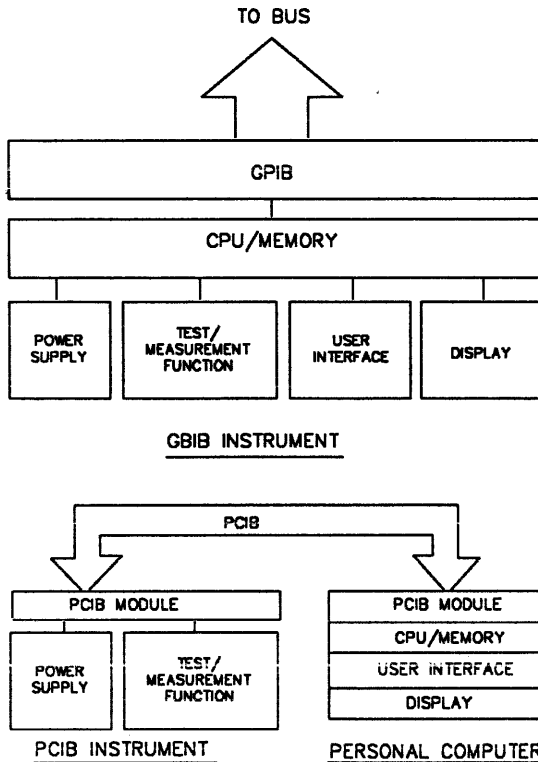 TO BUS
GPIB
CPU/MEMORY
POWER
SUPPLY
TEST/
MEASUREMENT
FUNCTION
USER
INTERFACE
DISPLAY
GBIB INSTRUMENT
PCIB
PCIB MODULE
POWER
SUPPLY
TEST/
MEASUREMENT
FUNCTION
PCIB INSTRUMENT
PCIB MODULE
CPU/MEMORY
USER INTERFACE
DISPLAY
PERSONAL COMPUTER